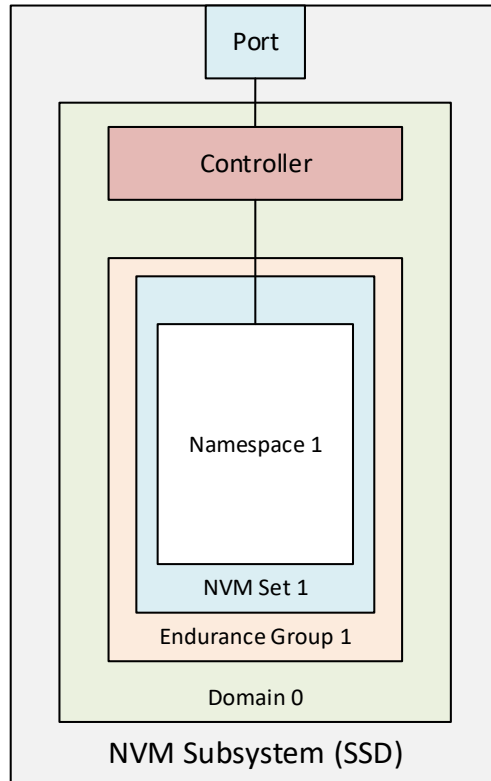 Port
Controller
Namespace 1
NVM Set 1
Endurance Group 1
Domain 0
NVM Subsystem (SSD)